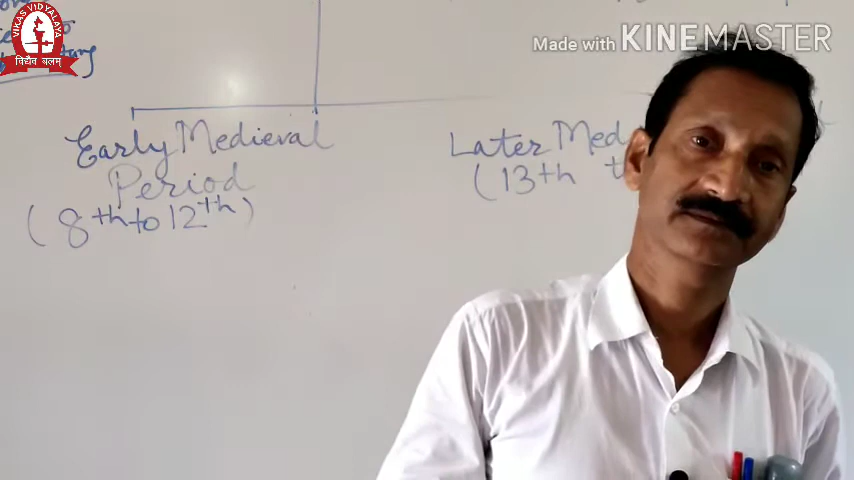 VIKAS VIDYALAYA
विद्यैव बलम्
Made with KINEMASTER
Early Medieval
Period
(8th to 12th)
Later Med
(13th t